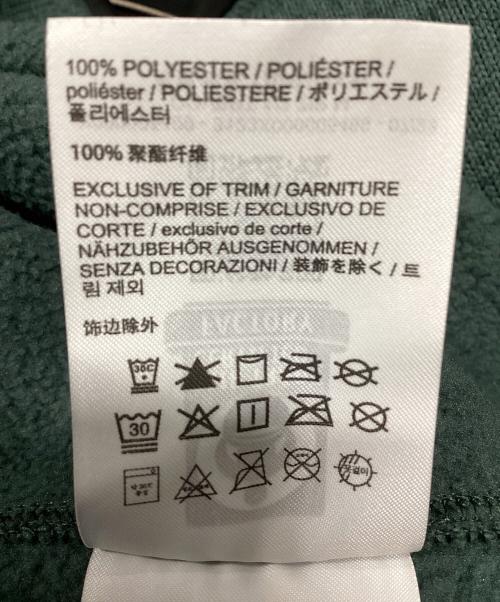 100% POLYESTER / POLIÉSTER /
poliéster / POLIESTERE / ポリエステル /
폴리에스터
100% 聚酯纤维
EXCLUSIVE OF TRIM / GARNITURE
NON-COMPRISE / EXCLUSIVO DE
CORTE / exclusivo de corte /
NÄHZUBEHÖR AUSGENOMMEN /
SENZA DECORAZIONI / 装飾を除く / 트
림 제외
饰边除外
30C
30